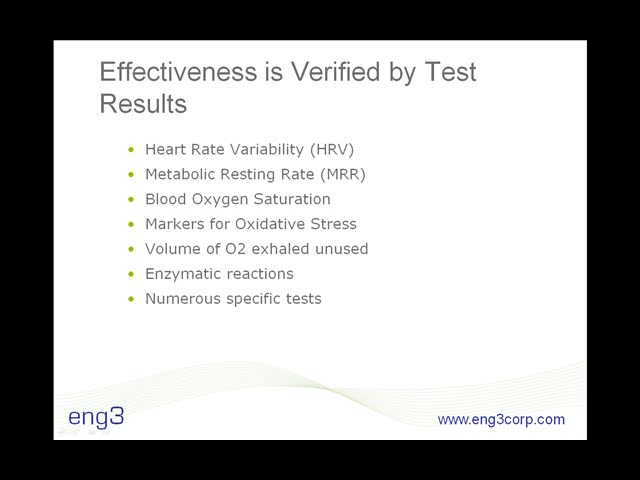 Effectiveness is Verified by Test
Results
• Heart Rate Variability (HRV)
• Metabolic Resting Rate (MRR)
• Blood Oxygen Saturation
• Markers for Oxidative Stress
• Volume of O2 exhaled unused
• Enzymatic reactions
• Numerous specific tests
eng3
www.eng3corp.com